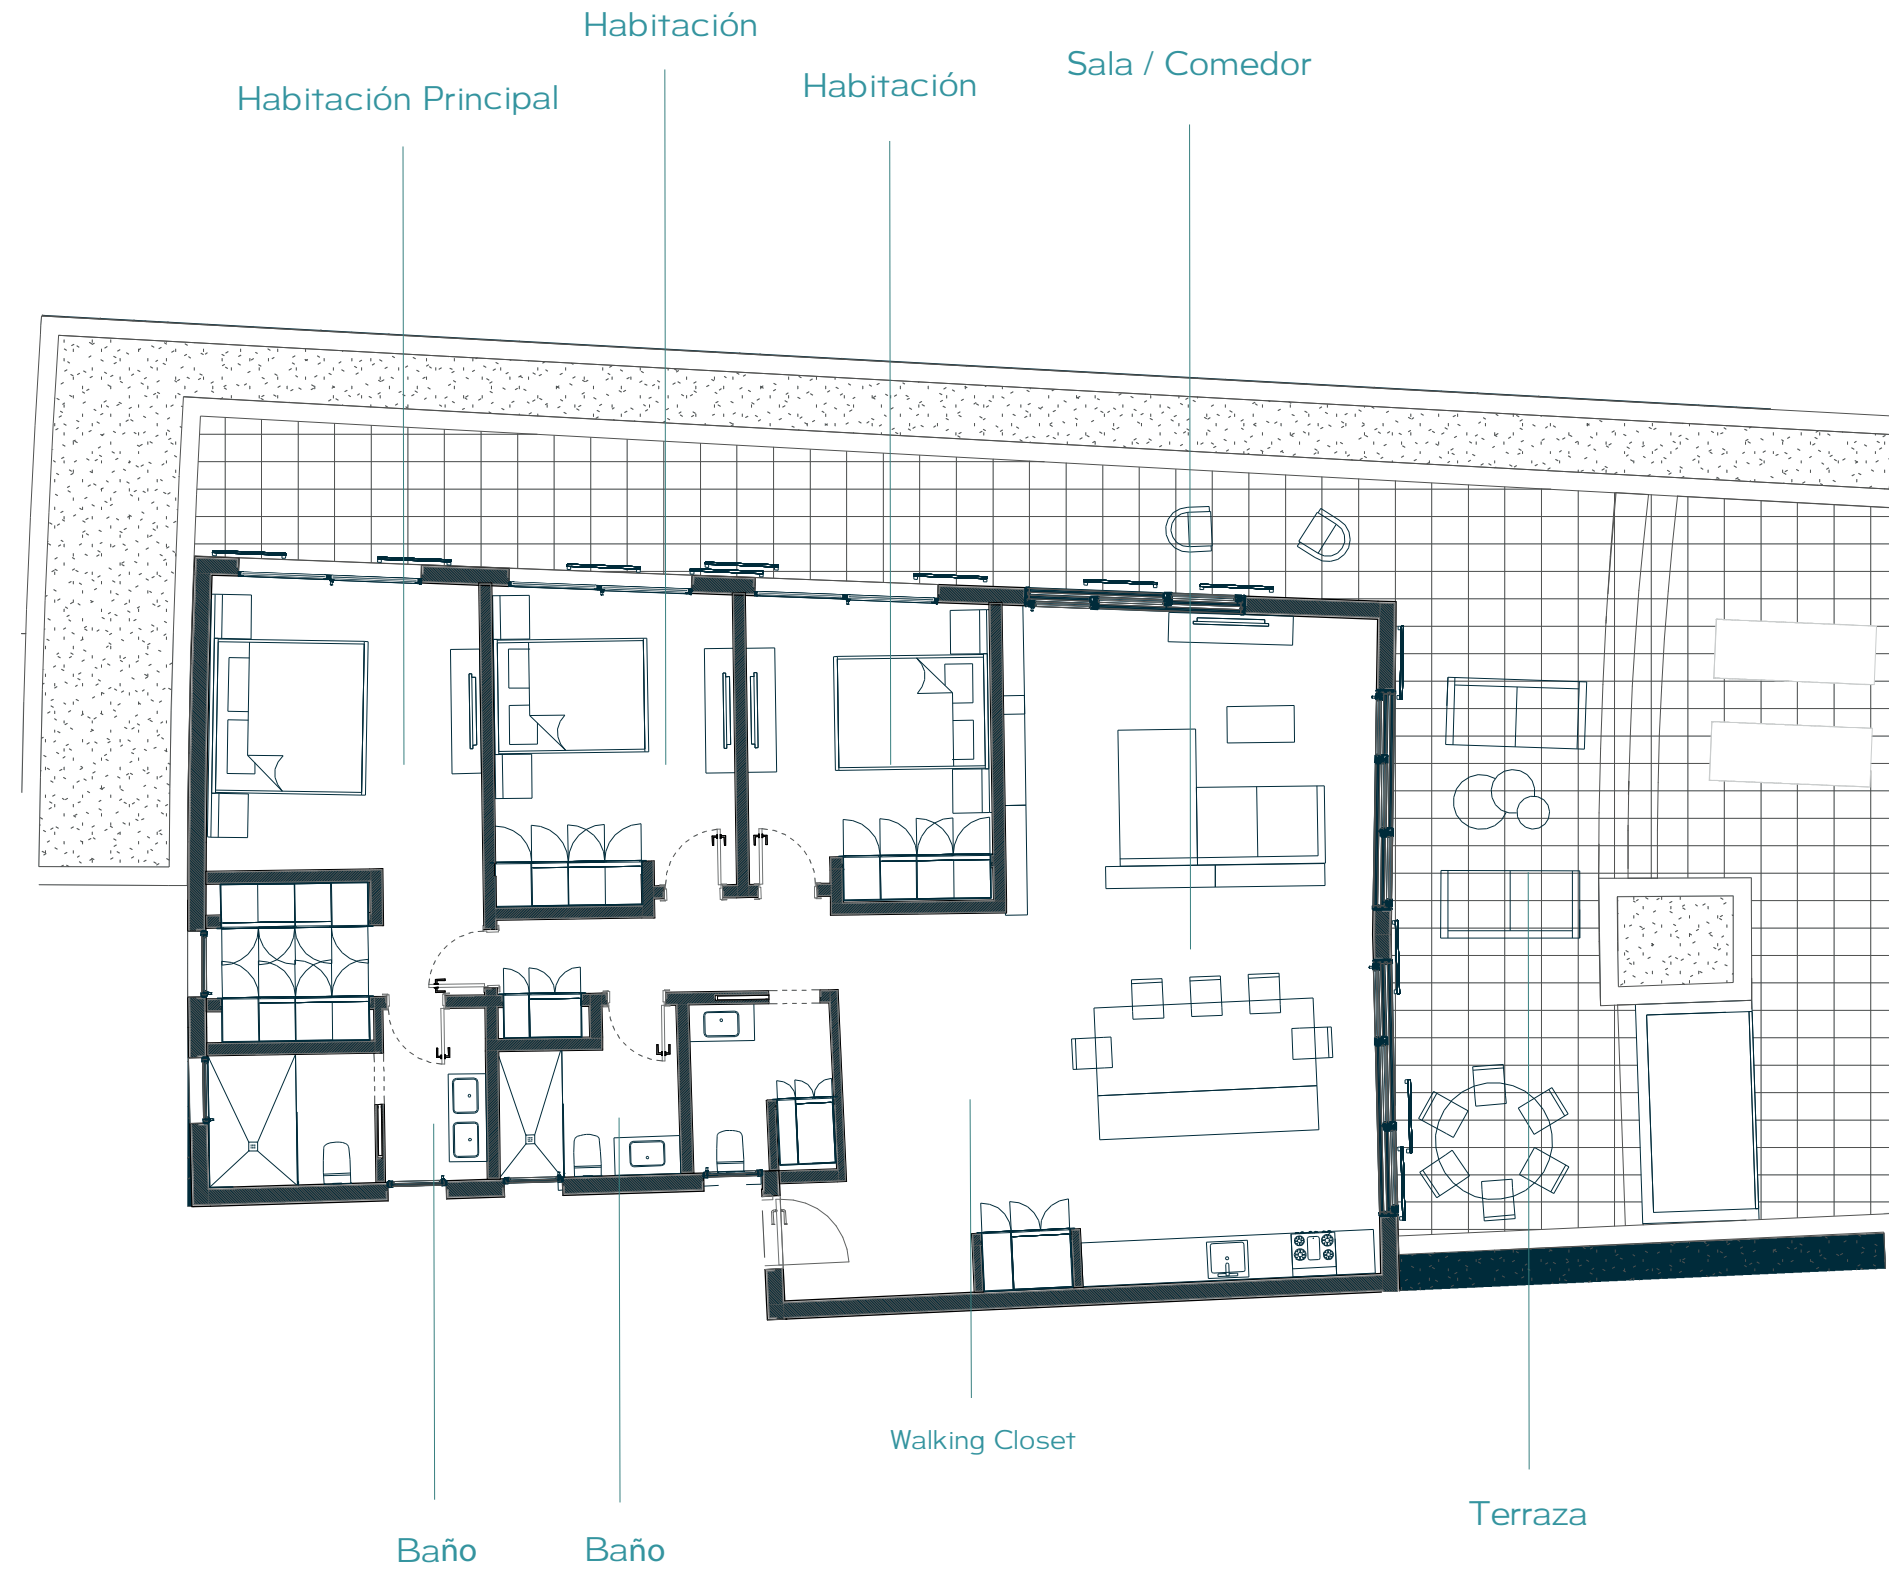 Habitación
Sala / Comedor
Habitación
Habitación Principal
Walking Closet
Terraza
Baño
Baño